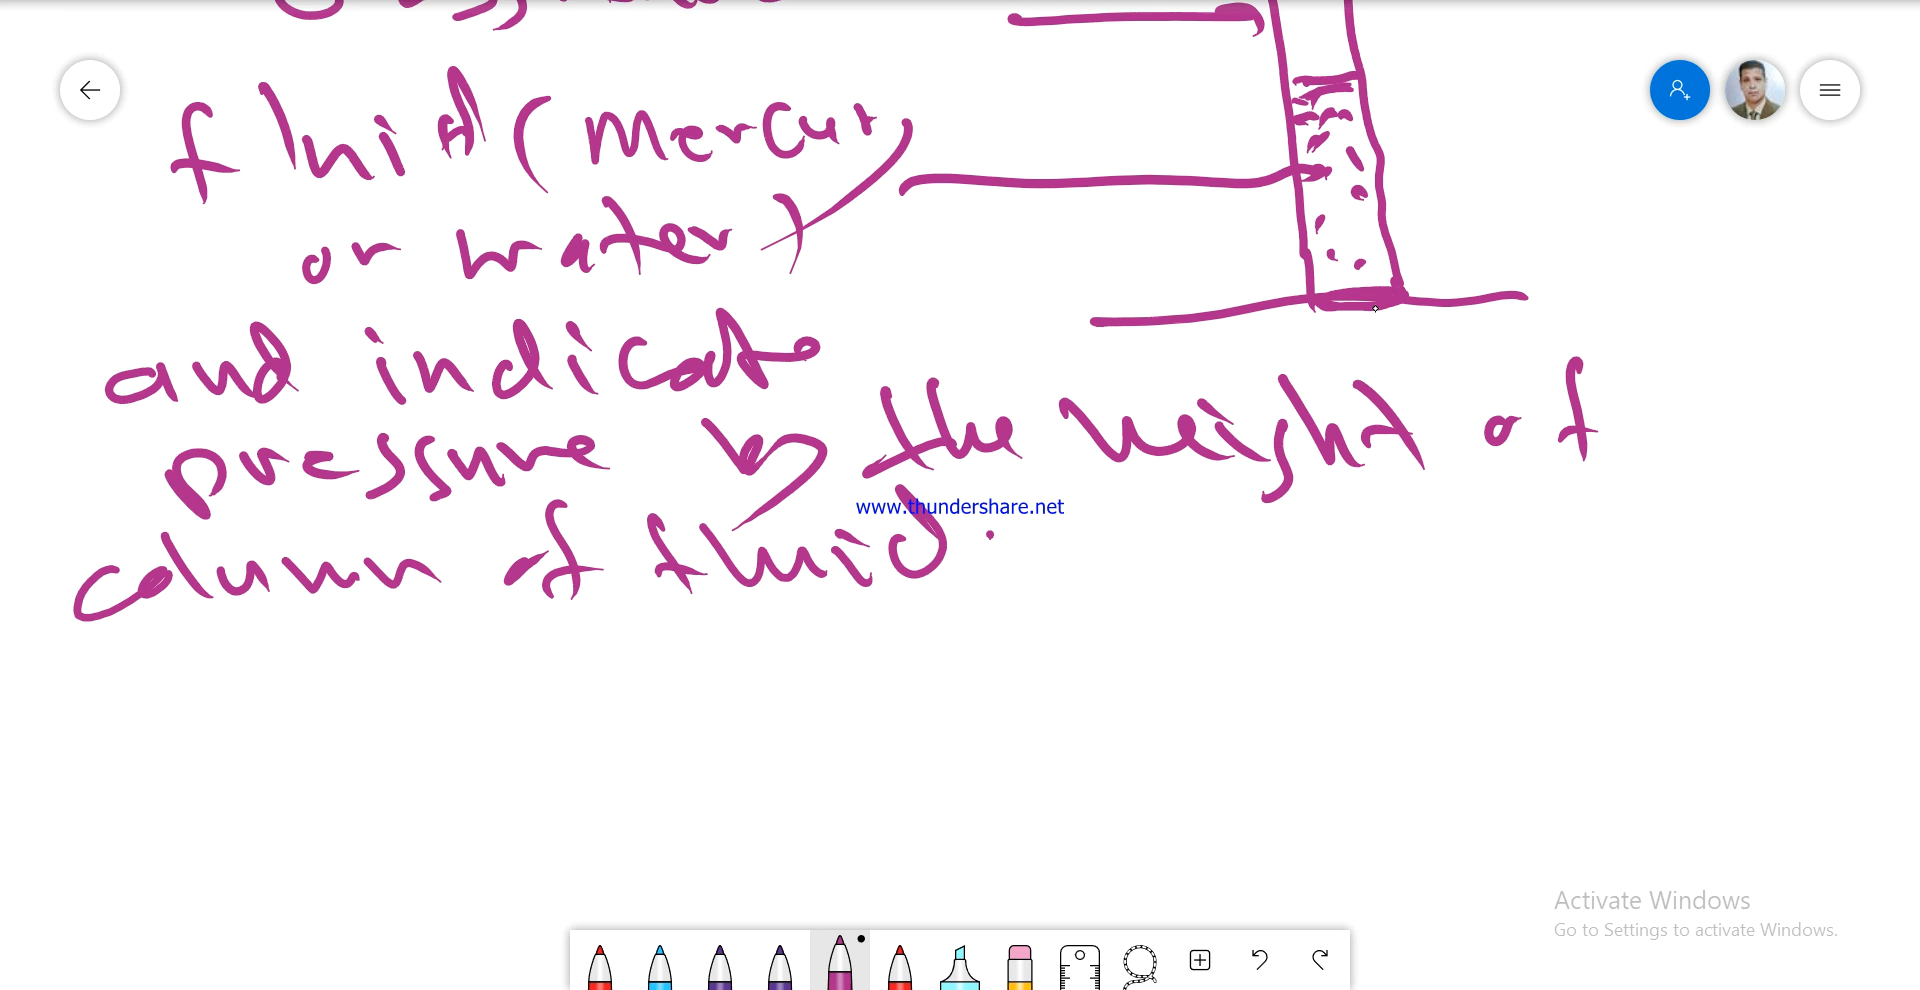 fluid (mercury
or water)
and indicate
pressure by the height of
column of fluid.
www.thundershare.net
Activate Windows
Go to Settings to activate Windows.